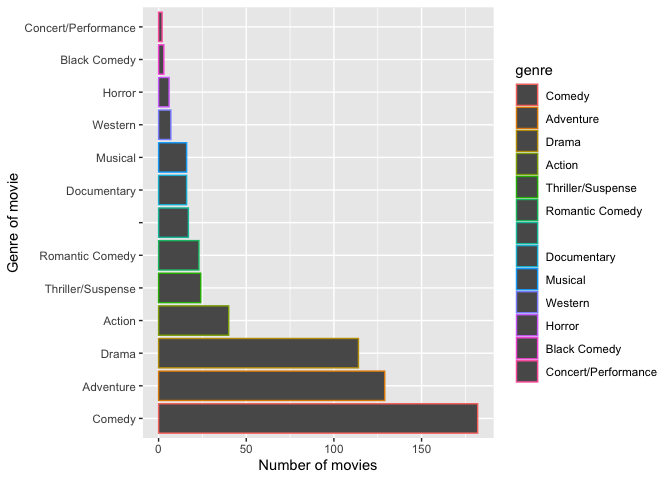 Concert/Performance
Black Comedy
Horror
Western
Musical
Documentary
Romantic Comedy
Thriller/Suspense
Action
Drama
Adventure
Comedy
Genre of movie
0 50 100 150
Number of movies
genre
Comedy
Adventure
Drama
Action
Thriller/Suspense
Romantic Comedy
Documentary
Musical
Western
Horror
Black Comedy
Concert/Performance